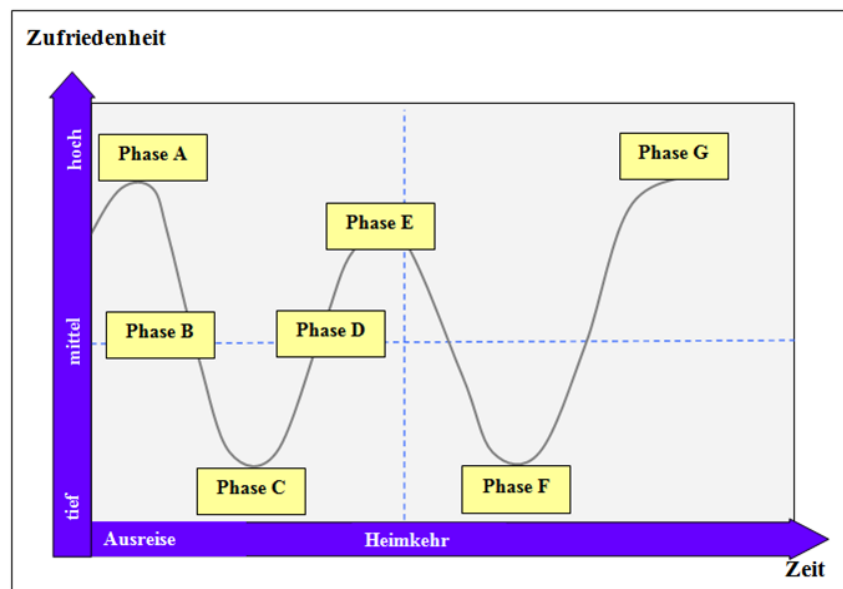 Zufriedenheit
hoch
mittel
tief
Phase A
Phase G
Phase E
Phase B
Phase D
Phase C
Phase F
Ausreise
Heimkehr
Zeit